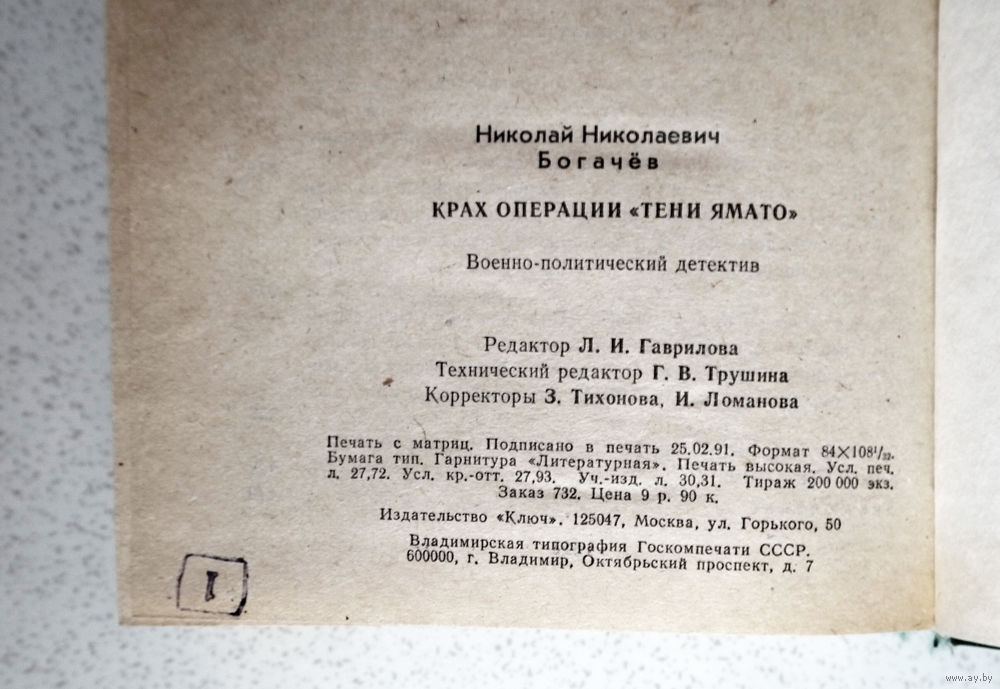 Николай Николаевич
Богачёв
КРАХ ОПЕРАЦИИ «ТЕНИ ЯМАТО»
Военно-политический детектив
Редактор Л. И. Гаврилова
Технический редактор Г. В. Трушина
Корректоры З. Тихонова, И. Ломанова
Печать с матриц. Подписано в печать 25.02.91. Формат 84×108¹/₃₂.
Бумага тип. Гарнитура «Литературная». Печать высокая. Усл. печ.
л. 27,72. Усл. кр.-отт. 27,93. Уч.-изд. л. 30,31. Тираж 200 000 экз.
Заказ 732. Цена 9 р. 90 к.
Издательство «Ключ». 125047, Москва, ул. Горького, 50
Владимирская типография Госкомпечати СССР.
600000, г. Владимир, Октябрьский проспект, д. 7
I
www.ay.by